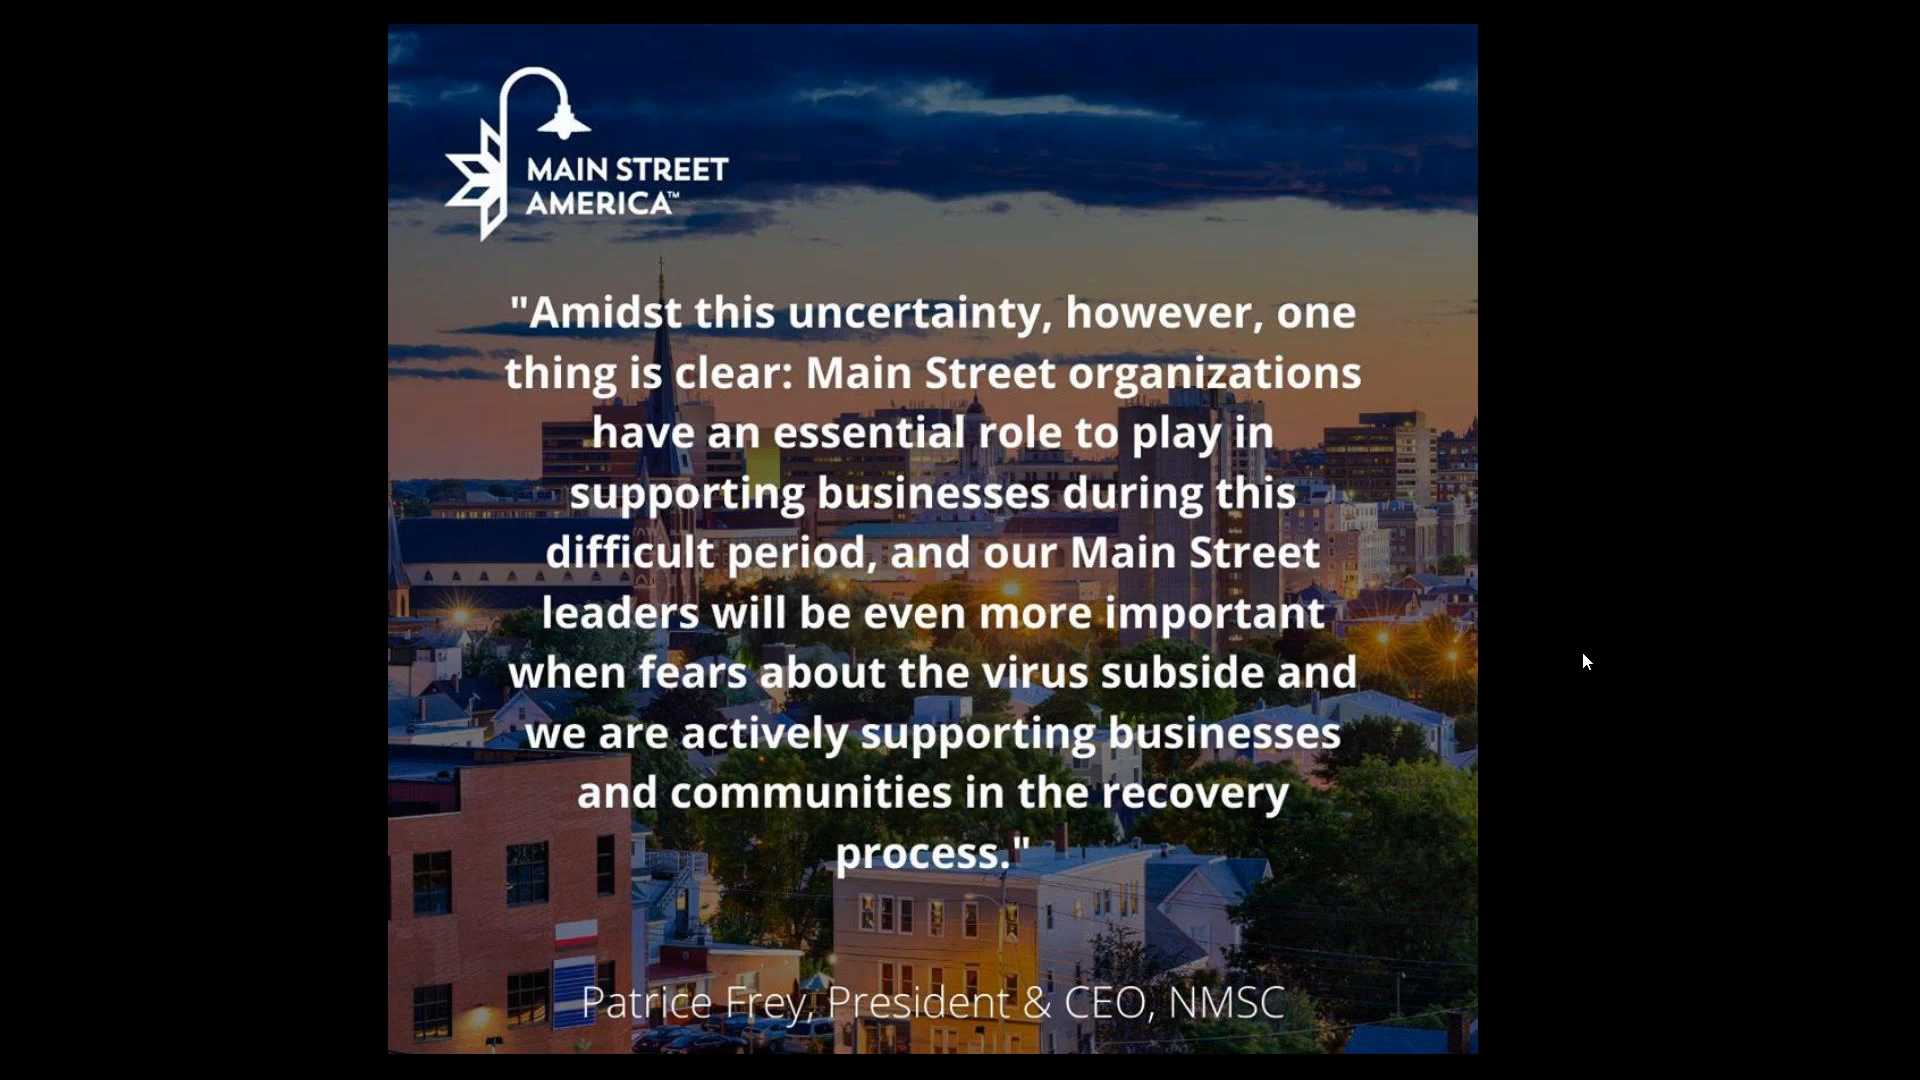 MAIN STREET
AMERICA™
"Amidst this uncertainty, however, one
thing is clear: Main Street organizations
have an essential role to play in
supporting businesses during this
difficult period, and our Main Street
leaders will be even more important
when fears about the virus subside and
we are actively supporting businesses
and communities in the recovery
process."
Patrice Frey, President & CEO, NMSC